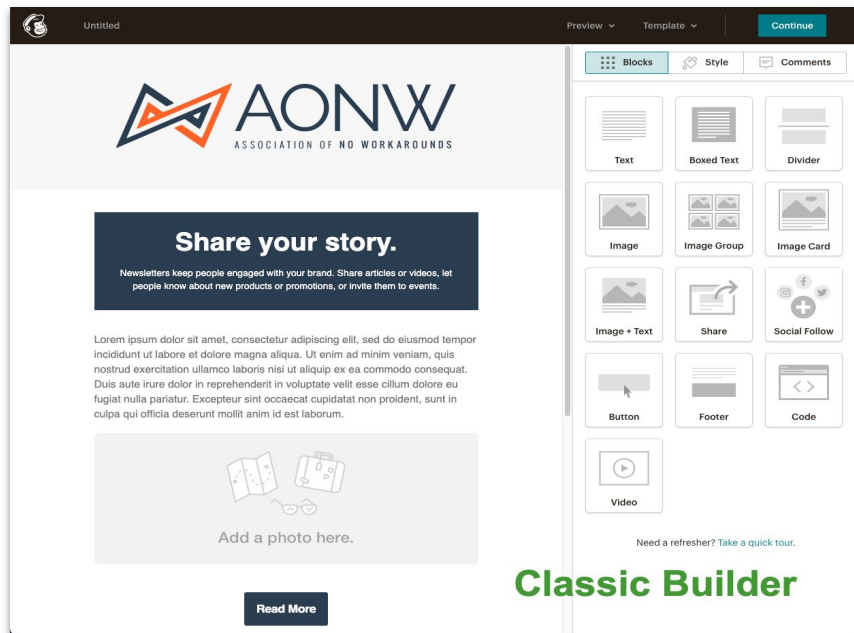 Untitled
Preview
Template
Continue
AONW
ASSOCIATION OF NO WORKAROUNDS
Share your story.
Newsletters keep people engaged with your brand. Share articles or videos, let
people know about new products or promotions, or invite them to events.
Lorem ipsum dolor sit amet, consectetur adipiscing elit, sed do eiusmod tempor
incididunt ut labore et dolore magna aliqua. Ut enim ad minim veniam, quis
nostrud exercitation ullamco laboris nisi ut aliquip ex ea commodo consequat.
Duis aute irure dolor in reprehenderit in voluptate velit esse cillum dolore eu
fugiat nulla pariatur. Excepteur sint occaecat cupidatat non proident, sunt in
culpa qui officia deserunt mollit anim id est laborum.
Add a photo here.
Read More
Blocks
Style
Comments
Text
Boxed Text
Divider
Image
Image Group
Image Card
Image + Text
Share
Social Follow
Button
Footer
Code
Video
Need a refresher? Take a quick tour.
Classic Builder